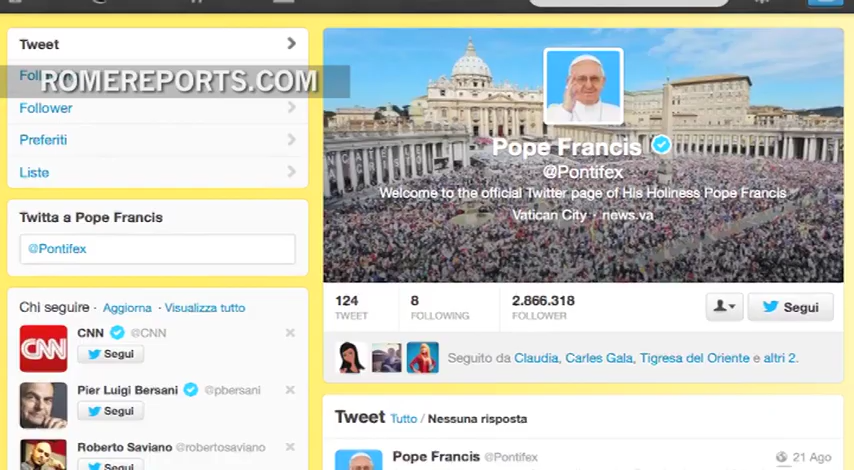 Tweet
ROMEREPORTS.COM
Follower
Preferiti
Liste
Twitta a Pope Francis
@Pontifex
Chi seguire · Aggiorna · Visualizza tutto
CNN @CNN
CNN
Segui
Pier Luigi Bersani @pbersani
Segui
Roberto Saviano @robertosaviano
Segui
Pope Francis
@Pontifex
Welcome to the official Twitter page of His Holiness Pope Francis
Vatican City · news.va
124 8 2.866.318
TWEET FOLLOWING FOLLOWER
Segui
Seguito da Claudia, Carles Gala, Tigresa del Oriente e altri 2.
Tweet Tutto / Nessuna risposta
Pope Francis @Pontifex 21 Ago